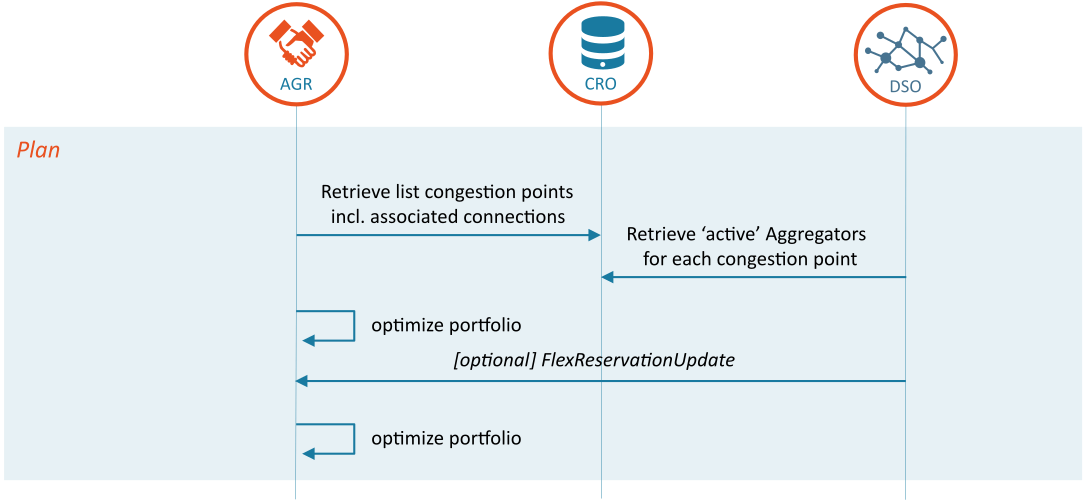 AGR
CRO
DSO
Plan
Retrieve list congestion points
incl. associated connections
Retrieve ‘active’ Aggregators
for each congestion point
optimize portfolio
[optional] FlexReservationUpdate
optimize portfolio